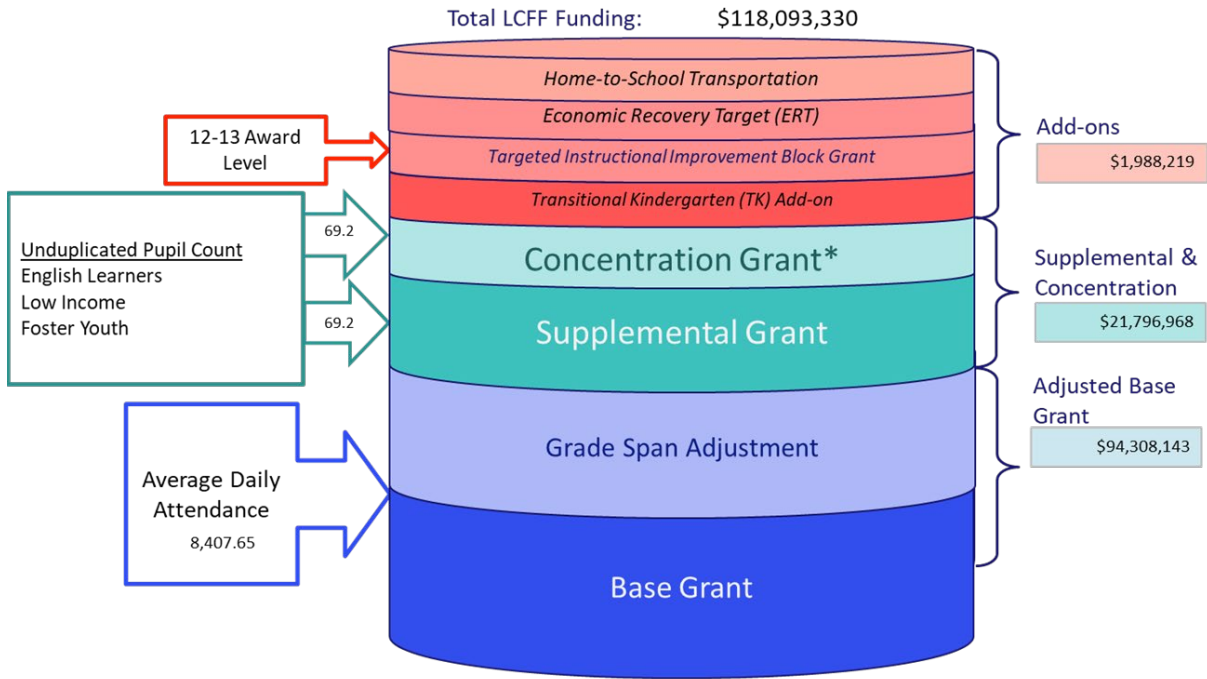 Total LCFF Funding: $118,093,330
Home-to-School Transportation
Economic Recovery Target (ERT)
Targeted Instructional Improvement Block Grant
Transitional Kindergarten (TK) Add-on
Concentration Grant*
Supplemental Grant
Grade Span Adjustment
Base Grant
12-13 Award
Level
Unduplicated Pupil Count
English Learners
Low Income
Foster Youth
69.2
69.2
Average Daily
Attendance
8,407.65
Add-ons
$1,988,219
Supplemental &
Concentration
$21,796,968
Adjusted Base
Grant
$94,308,143